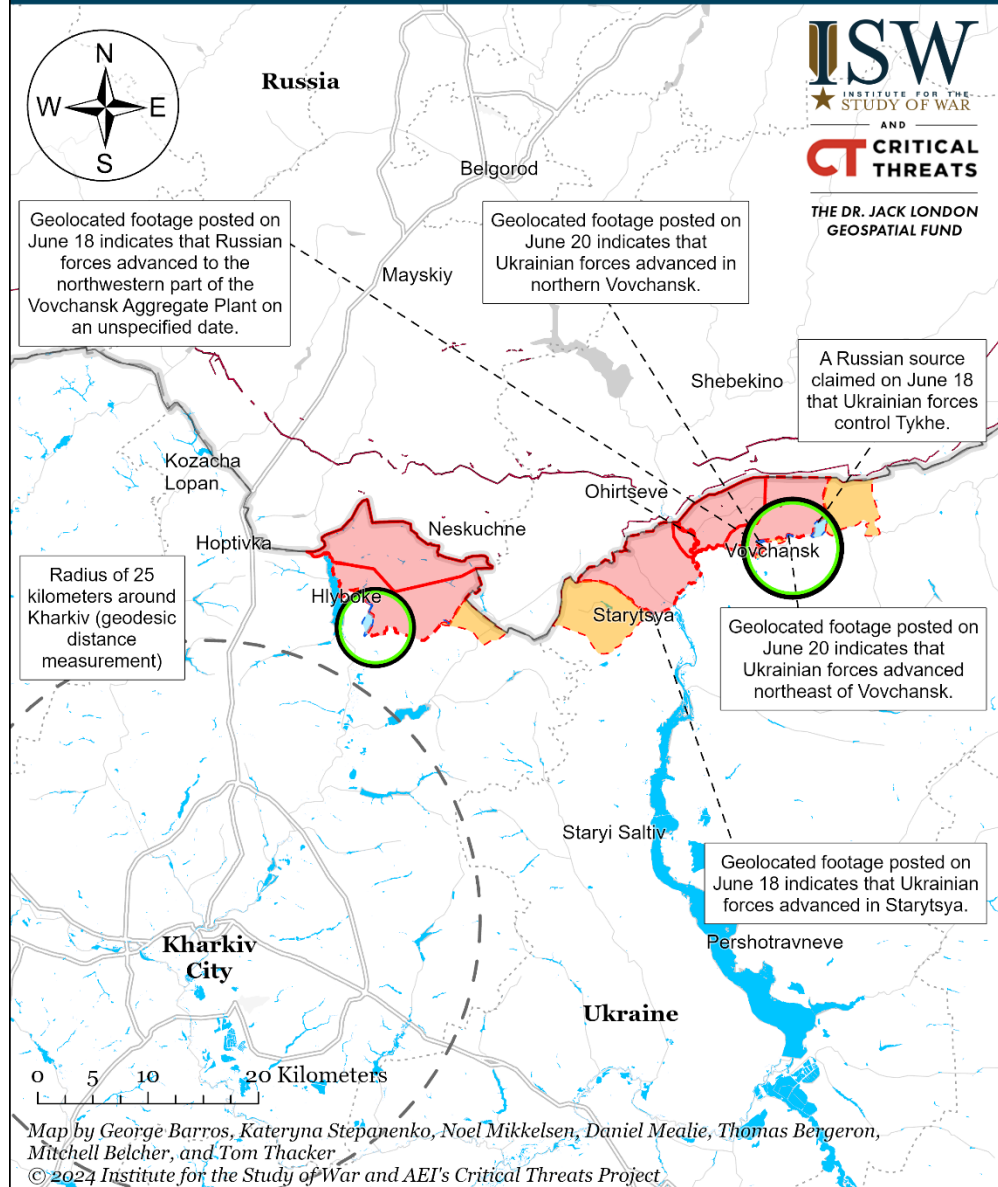 N
W
E
S
Russia
ISW
INSTITUTE FOR THE
STUDY OF WAR
AND
CT CRITICAL
THREATS
THE DR. JACK LONDON
GEOSPATIAL FUND
Belgorod
Geolocated footage posted on
June 18 indicates that Russian
forces advanced to the
northwestern part of the
Vovchansk Aggregate Plant on
an unspecified date.
Geolocated footage posted on
June 20 indicates that
Ukrainian forces advanced in
northern Vovchansk.
Mayskiy
Shebekino
A Russian source
claimed on June 18
that Ukrainian forces
control Tykhe.
Kozacha
Lopan
Ohirtseve
Neskuchne
Hoptivka
Vovchansk
Radius of 25
kilometers around
Kharkiv (geodesic
distance
measurement)
Hlyboke
Starytsya
Geolocated footage posted on
June 20 indicates that
Ukrainian forces advanced
northeast of Vovchansk.
Staryi Saltiv
Geolocated footage posted on
June 18 indicates that Ukrainian
forces advanced in Starytsya.
Pershotravneve
Kharkiv
City
Ukraine
0 5 10 20 Kilometers
Map by George Barros, Kateryna Stepanenko, Noel Mikkelsen, Daniel Mealie, Thomas Bergeron,
Mitchell Belcher, and Tom Thacker
© 2024 Institute for the Study of War and AEI's Critical Threats Project